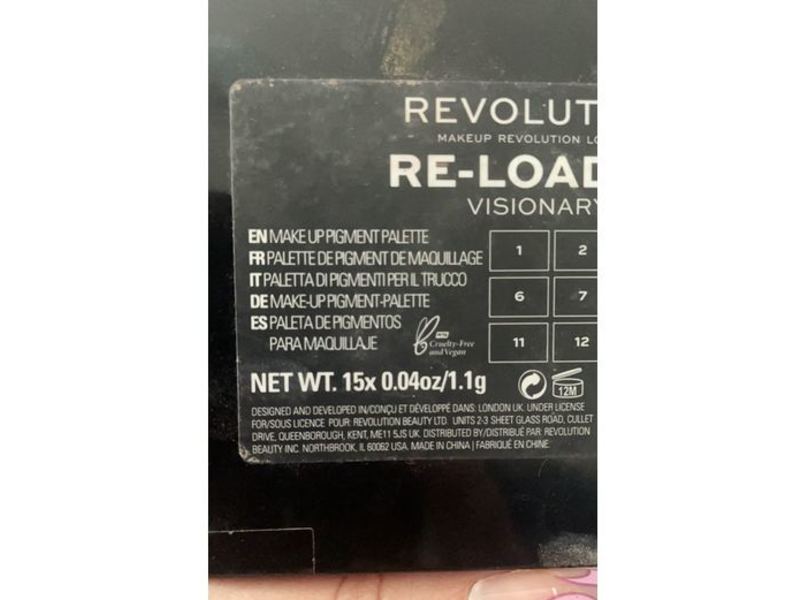 REVOLUT
MAKEUP REVOLUTION LO
RE-LOAD
VISIONARY
EN MAKE UP PIGMENT PALETTE
FR PALETTE DE PIGMENT DE MAQUILLAGE
IT PALETTA DI PIGMENTI PER IL TRUCCO
DE MAKE-UP PIGMENT-PALETTE
ES PALETA DE PIGMENTOS
PARA MAQUILLAJE
1 2
6 7
11 12
PETA
Cruelty-Free
and Vegan
NET WT. 15x 0.04oz/1.1g
12M
DESIGNED AND DEVELOPED IN/CONÇU ET DÉVELOPPÉ DANS: LONDON UK. UNDER LICENSE
FOR/SOUS LICENCE POUR: REVOLUTION BEAUTY LTD. UNITS 2-3 SHEET GLASS ROAD, CULLET
DRIVE, QUEENBOROUGH, KENT, ME11 5JS UK. DISTRIBUTED BY/DISTRIBUÉ PAR: REVOLUTION
BEAUTY INC. NORTHBROOK, IL 60062 USA. MADE IN CHINA | FABRIQUÉ EN CHINE